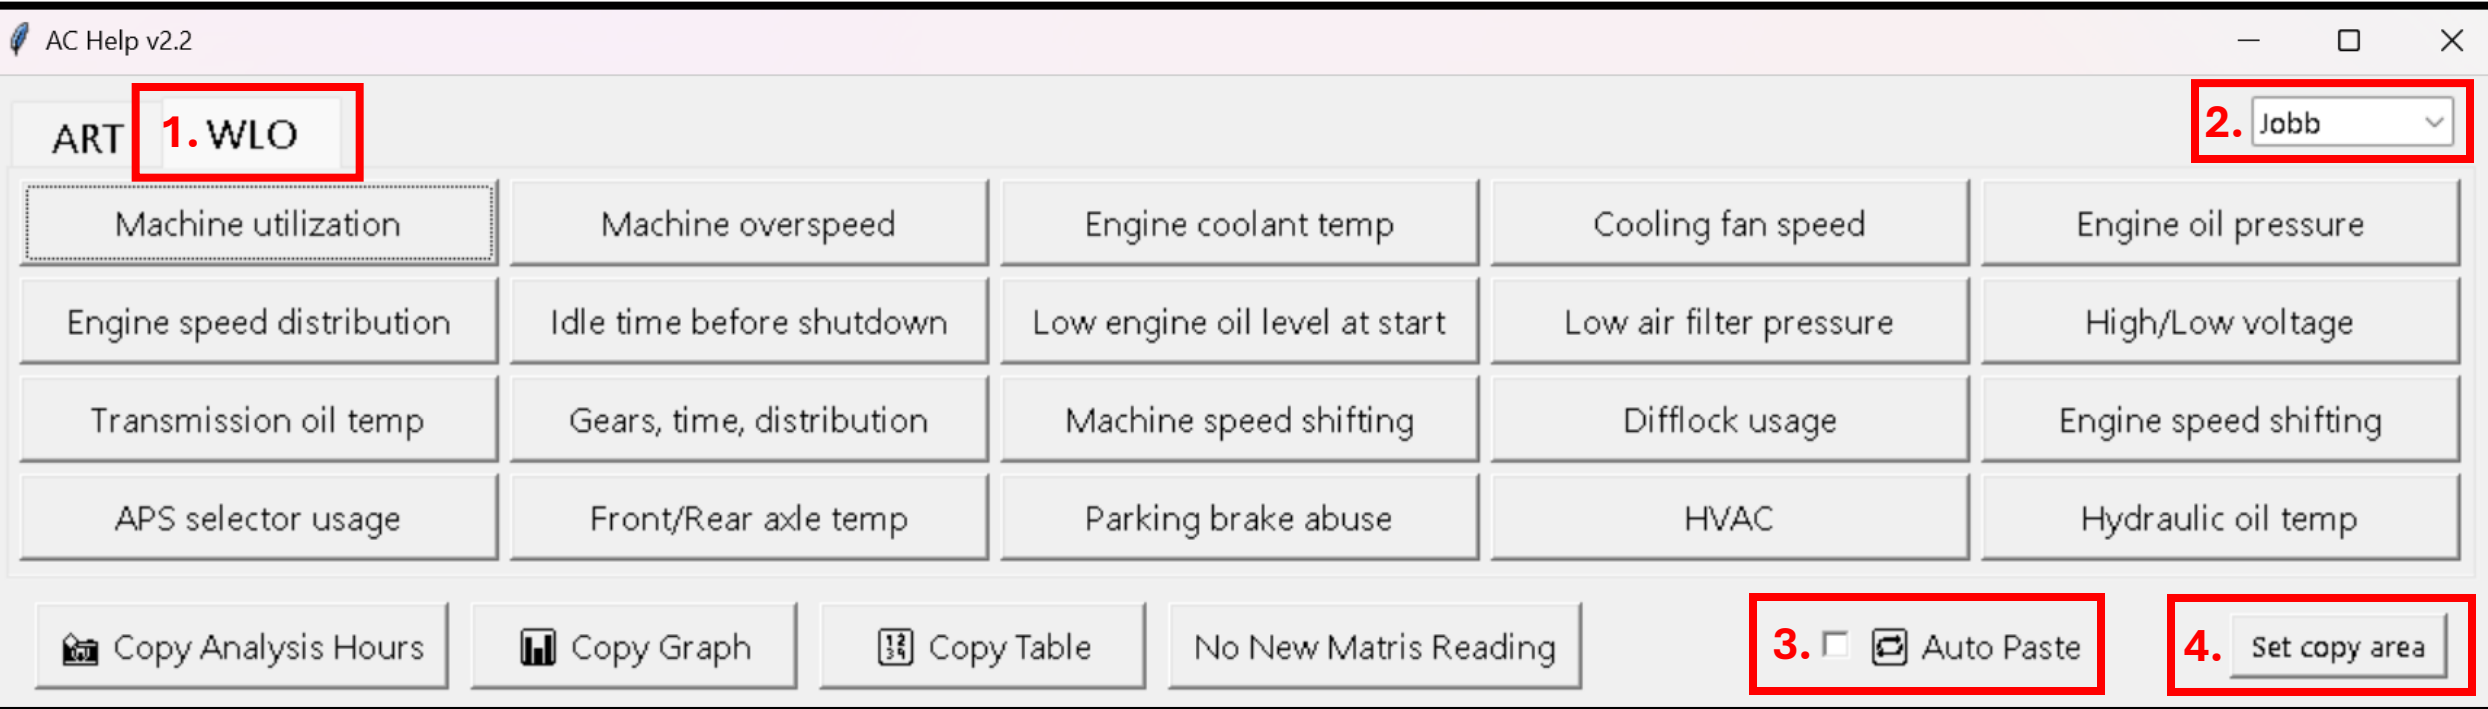 AC Help v2.2
ART
1. WLO
2. Jobb
Machine utilization
Machine overspeed
Engine coolant temp
Cooling fan speed
Engine oil pressure
Engine speed distribution
Idle time before shutdown
Low engine oil level at start
Low air filter pressure
High/Low voltage
Transmission oil temp
Gears, time, distribution
Machine speed shifting
Difflock usage
Engine speed shifting
APS selector usage
Front/Rear axle temp
Parking brake abuse
HVAC
Hydraulic oil temp
Copy Analysis Hours
Copy Graph
Copy Table
No New Matris Reading
3. Auto Paste
4. Set copy area